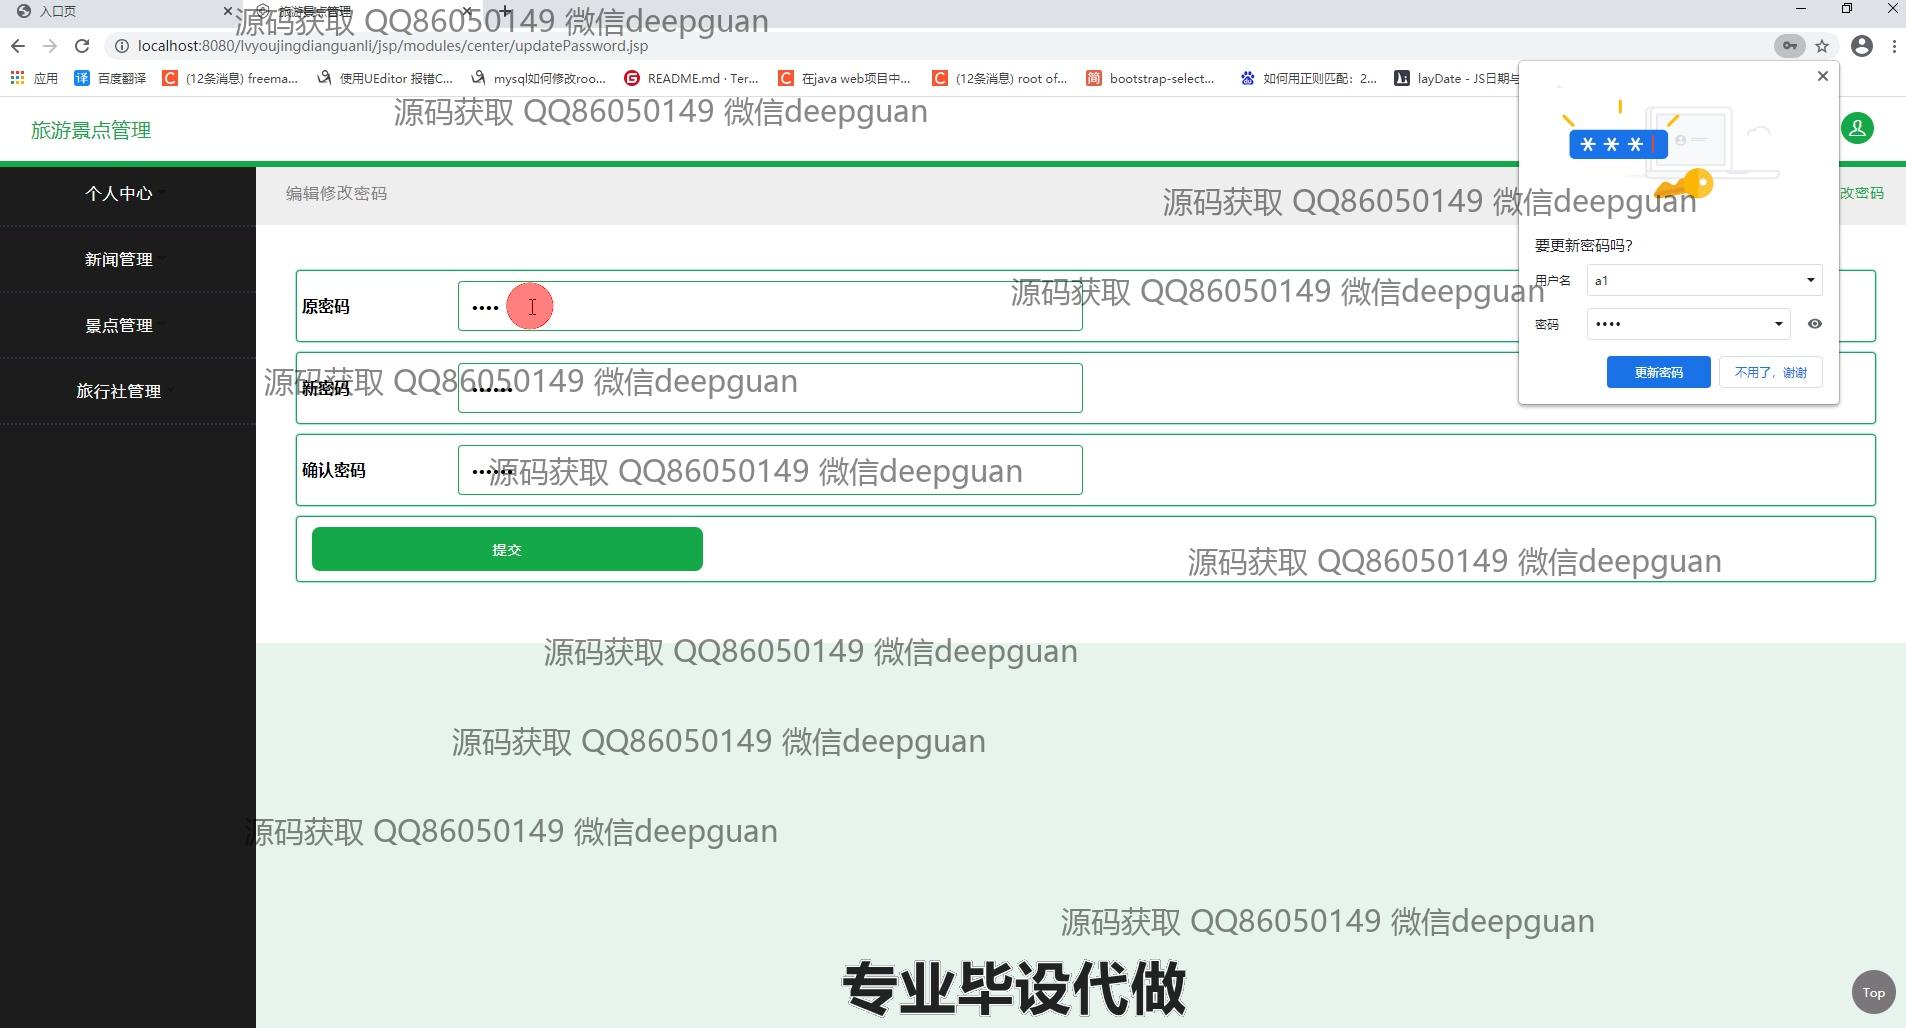 入口页
旅游景点管理
源码获取 QQ86050149 微信deepguan
localhost:8080/lvyoujingdianguanli/jsp/modules/center/updatePassword.jsp
应用
译 百度翻译
C (12条消息) freema...
使用UEditor 报错C...
mysql如何修改roo...
G README.md · Ter...
C 在java web项目中...
C (12条消息) root of...
简 bootstrap-select...
如何用正则匹配：2...
layDate - JS日期与
源码获取 QQ86050149 微信deepguan
旅游景点管理
个人中心
编辑修改密码
源码获取 QQ86050149 微信deepguan
改密码
要更新密码吗?
新闻管理
用户名 a1
原密码 ••••
源码获取 QQ86050149 微信deepguan
密码 ••••
景点管理
更新密码
不用了，谢谢
新密码 ••••••
源码获取 QQ86050149 微信deepguan
旅行社管理
确认密码 ••••••
源码获取 QQ86050149 微信deepguan
提交
源码获取 QQ86050149 微信deepguan
源码获取 QQ86050149 微信deepguan
源码获取 QQ86050149 微信deepguan
源码获取 QQ86050149 微信deepguan
源码获取 QQ86050149 微信deepguan
专业毕设代做
Top